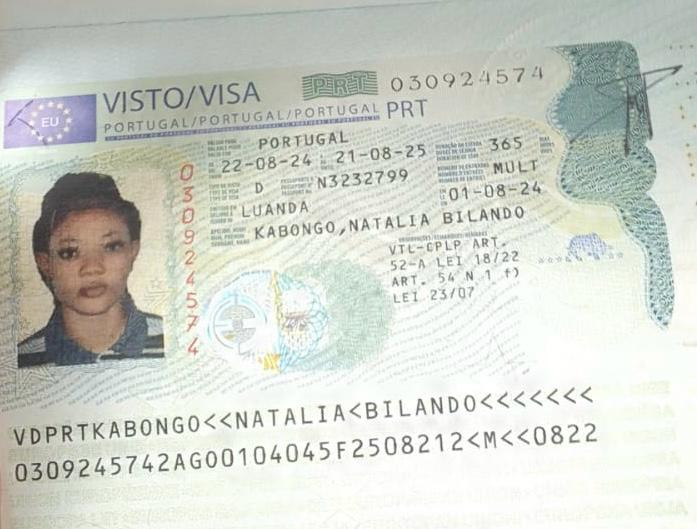 PRT 030924574
EU
VISTO/VISA
PORTUGAL/PORTUGAL/PORTUGAL PRT
PORTUGAL
22-08-24 21-08-25 365
D N3232799 MULT
LUANDA 01-08-24
KABONGO,NATALIA BILANDO
VTL-CPLP ART.
52-A LEI 18/22
ART. 54 N 1 f)
LEI 23/07
030924574
VDPRTKABONGO<<NATALIA<BILANDO<<<<<<<
0309245742AGO0104045F2508212<M<<0822